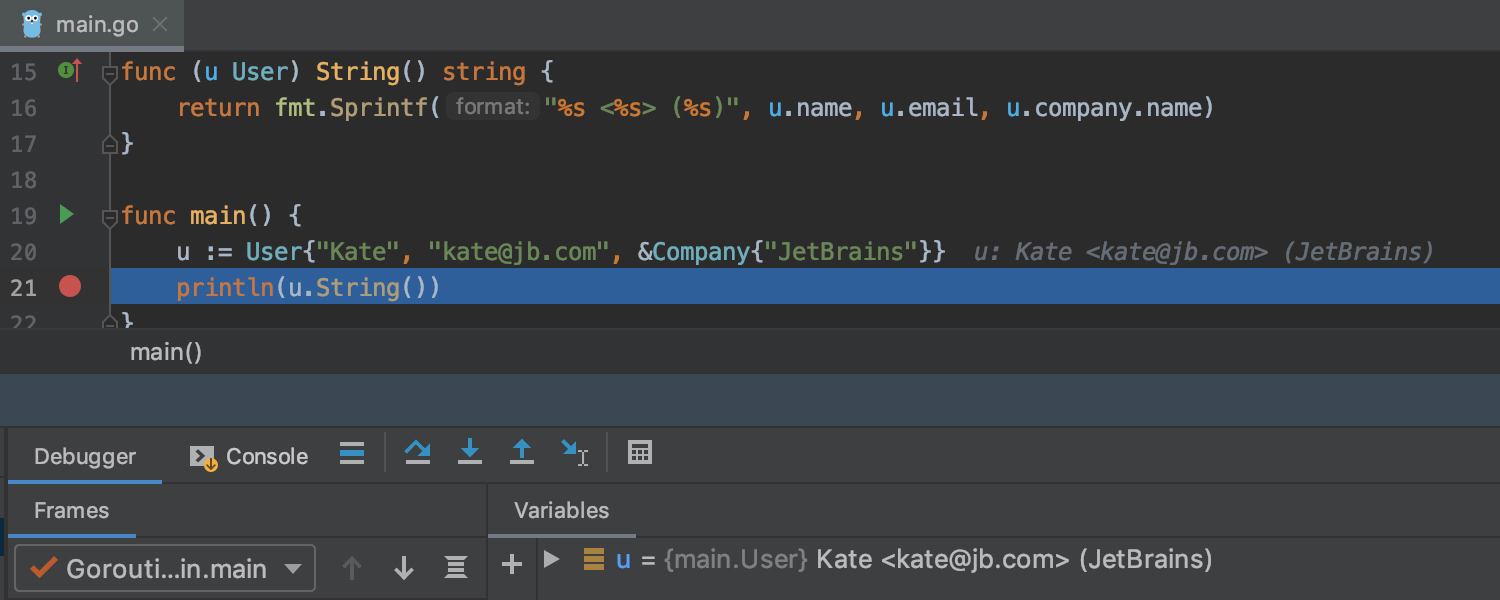 main.go
15 func (u User) String() string {
16 return fmt.Sprintf( format: "%s <%s> (%s)", u.name, u.email, u.company.name)
17 }
18
19 func main() {
20 u := User{"Kate", "kate@jb.com", &Company{"JetBrains"}} u: Kate <kate@jb.com> (JetBrains)
21 println(u.String())
22 }
main()
Debugger Console
Frames Variables
Gorouti...in.main u = {main.User} Kate <kate@jb.com> (JetBrains)